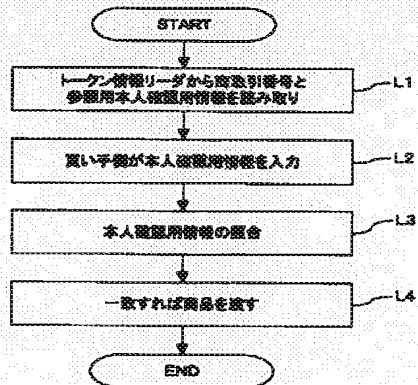 START
トークン情報リーダから商取引番号と
参照用本人確認用情報を読み取り
L1
買い手側が本人確認用情報を入力
L2
本人確認用情報の照合
L3
一致すれば商品を渡す
L4
END